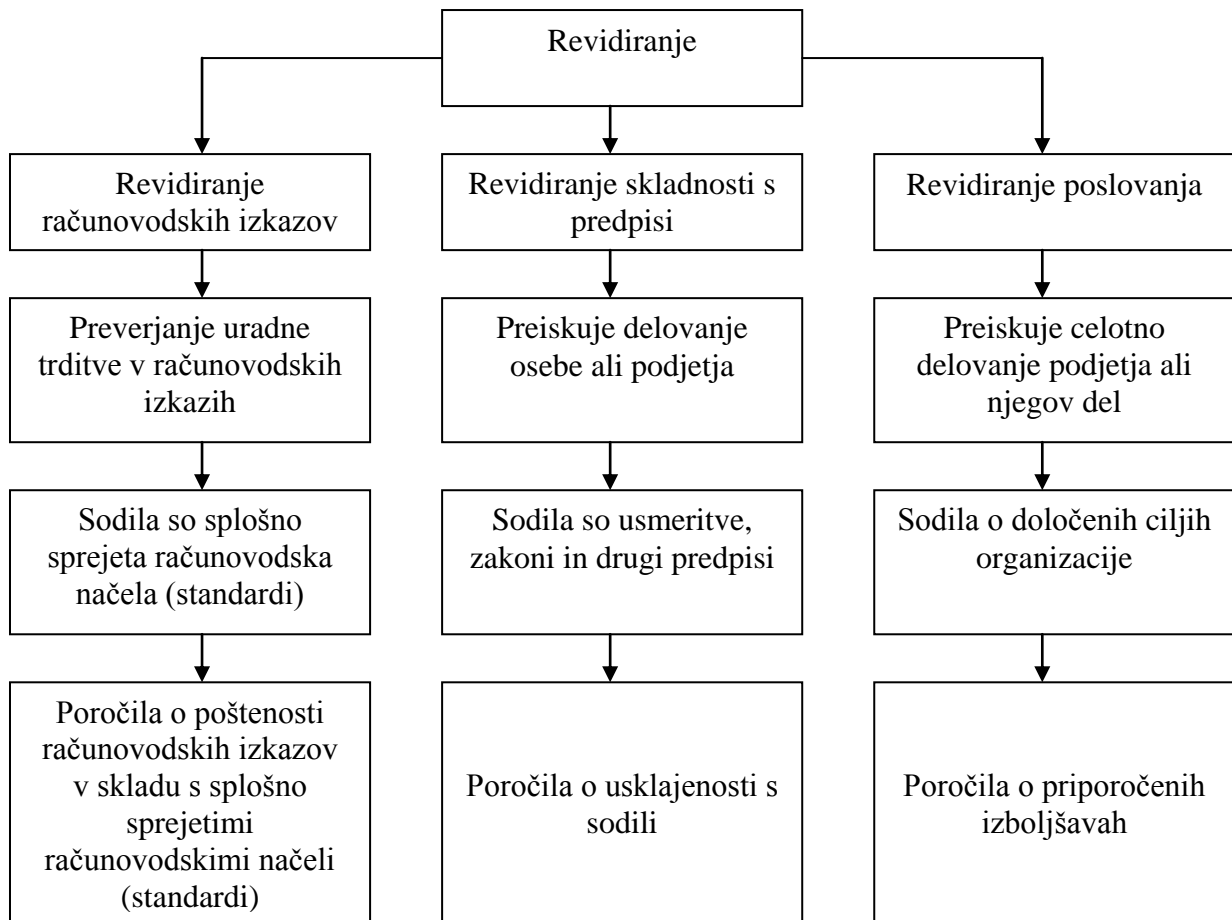 Revidiranje
Revidiranje
računovodskih izkazov
Revidiranje skladnosti s
predpisi
Revidiranje poslovanja
Preverjanje uradne
trditve v računovodskih
izkazih
Preiskuje delovanje
osebe ali podjetja
Preiskuje celotno
delovanje podjetja ali
njegov del
Sodila so splošno
sprejeta računovodska
načela (standardi)
Sodila so usmeritve,
zakoni in drugi predpisi
Sodila o določenih ciljih
organizacije
Poročila o poštenosti
računovodskih izkazov
v skladu s splošno
sprejetimi
računovodskimi načeli
(standardi)
Poročila o usklajenosti s
sodili
Poročila o priporočenih
izboljšavah